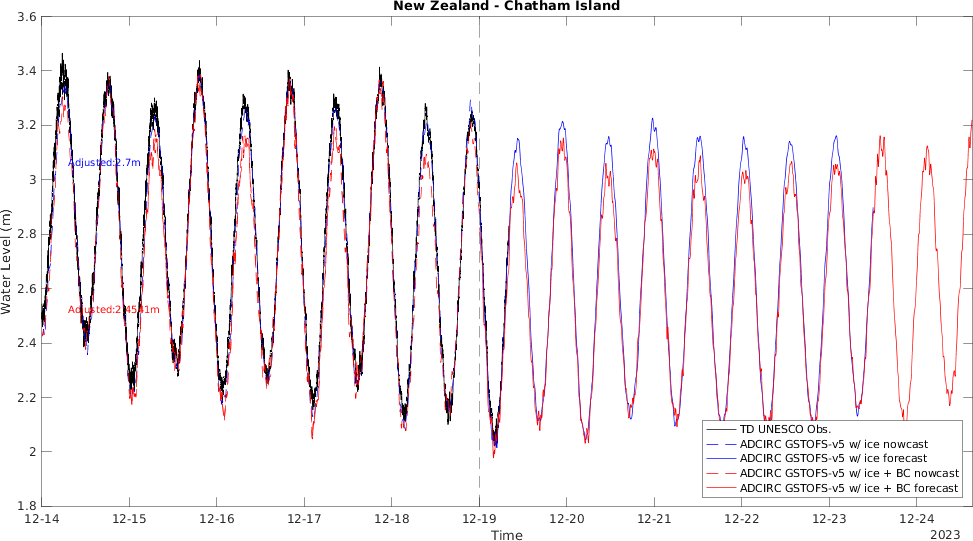 New Zealand - Chatham Island
3.6
3.4
3.2
3
2.8
2.6
2.4
2.2
2
1.8
Water Level (m)
Adjusted:2.7m
Adjusted:2.4541m
TD UNESCO Obs.
ADCIRC GSTOFS-v5 w/ ice nowcast
ADCIRC GSTOFS-v5 w/ ice forecast
ADCIRC GSTOFS-v5 w/ ice + BC nowcast
ADCIRC GSTOFS-v5 w/ ice + BC forecast
12-14 12-15 12-16 12-17 12-18 12-19 12-20 12-21 12-22 12-23 12-24
Time
2023